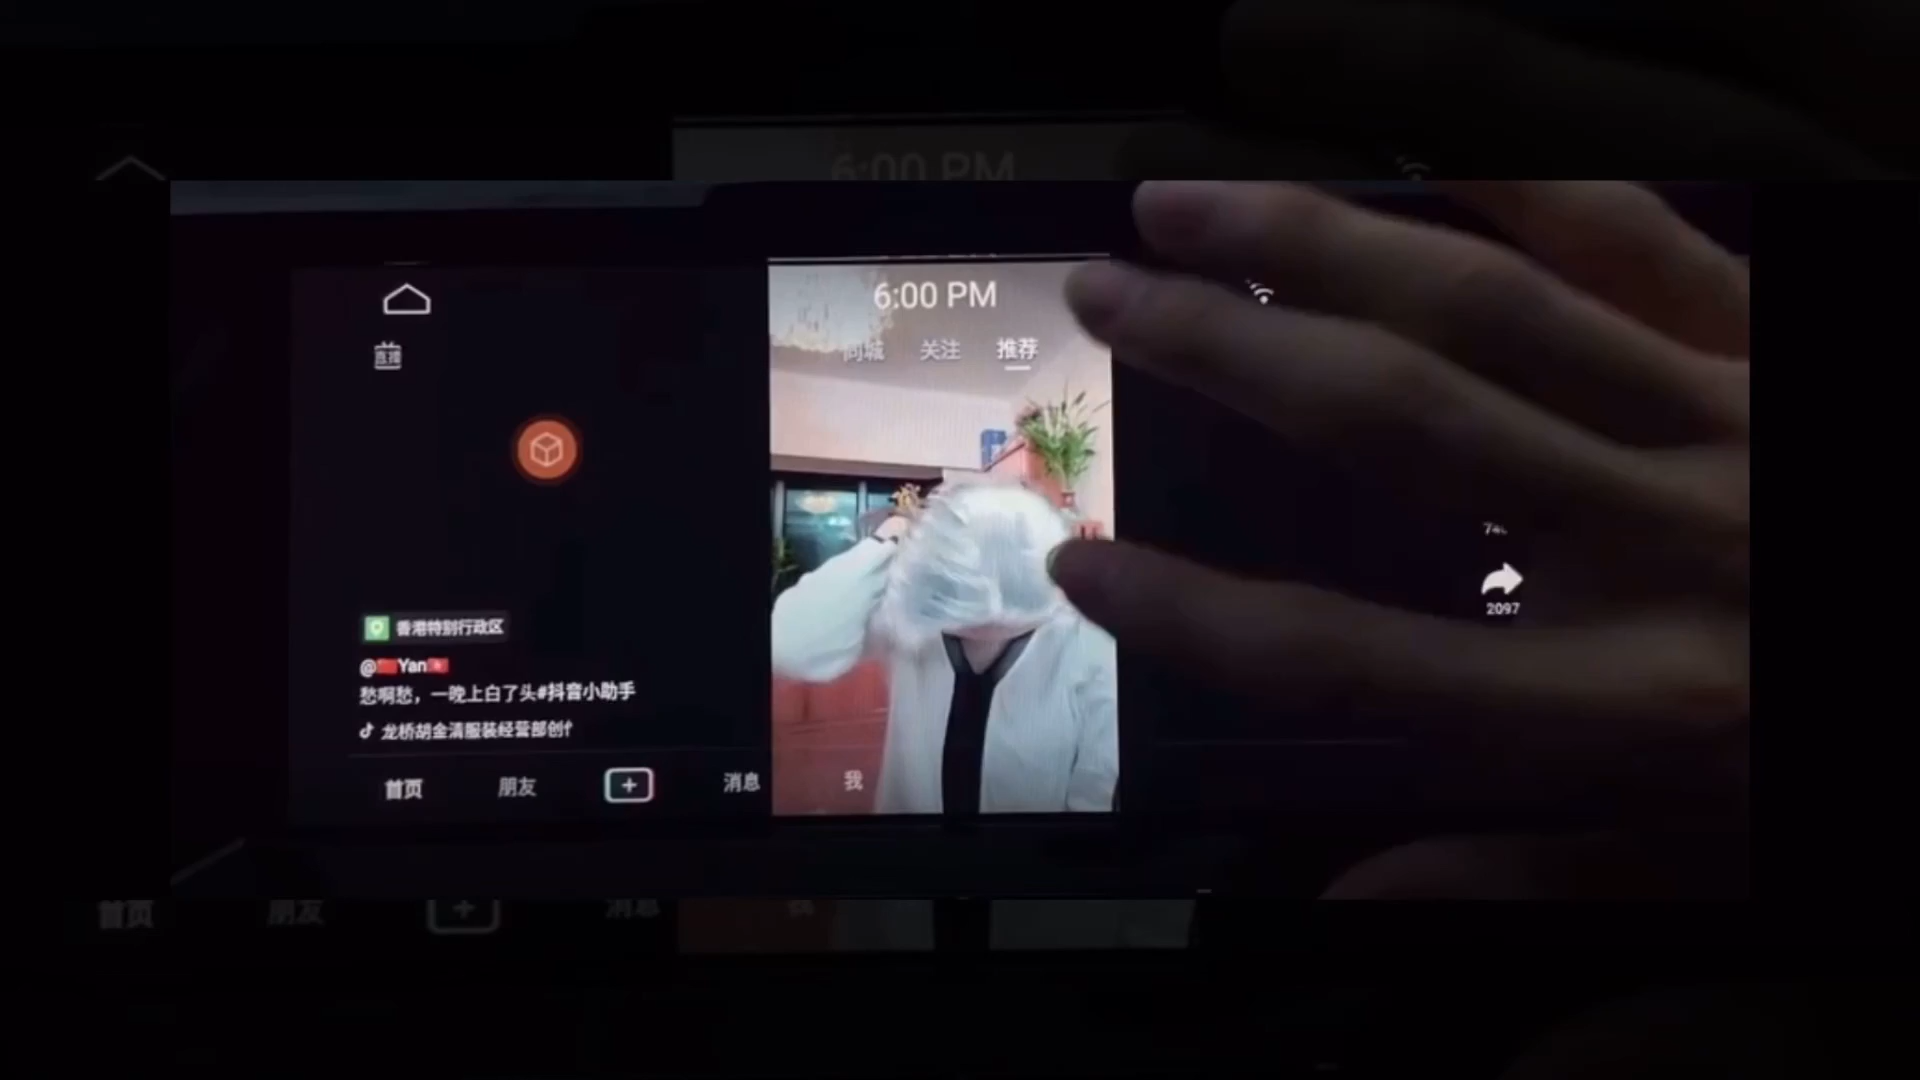 6:00 PM
直播
同城 关注 推荐
香港特别行政区
@🇨🇳Yan🇭🇰
愁啊愁，一晚上白了头#抖音小助手
龙桥胡金清服装经营部创
2097
首页 朋友 消息 我